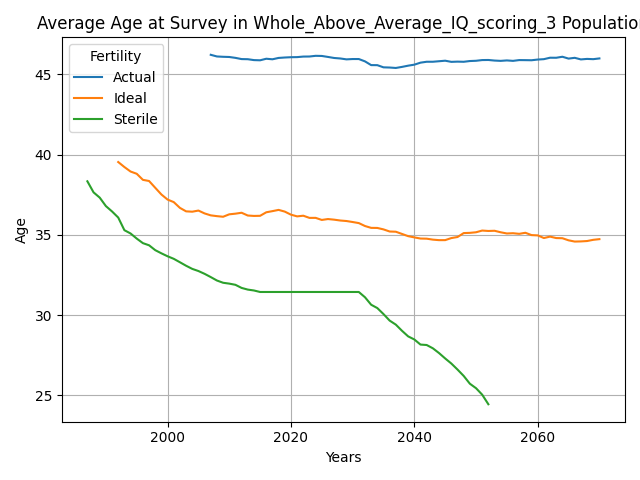 Average Age at Survey in Whole_Above_Average_IQ_scoring_3 Population
Fertility
Actual
Ideal
Sterile
45
40
35
30
25
Age
2000
2020
2040
2060
Years